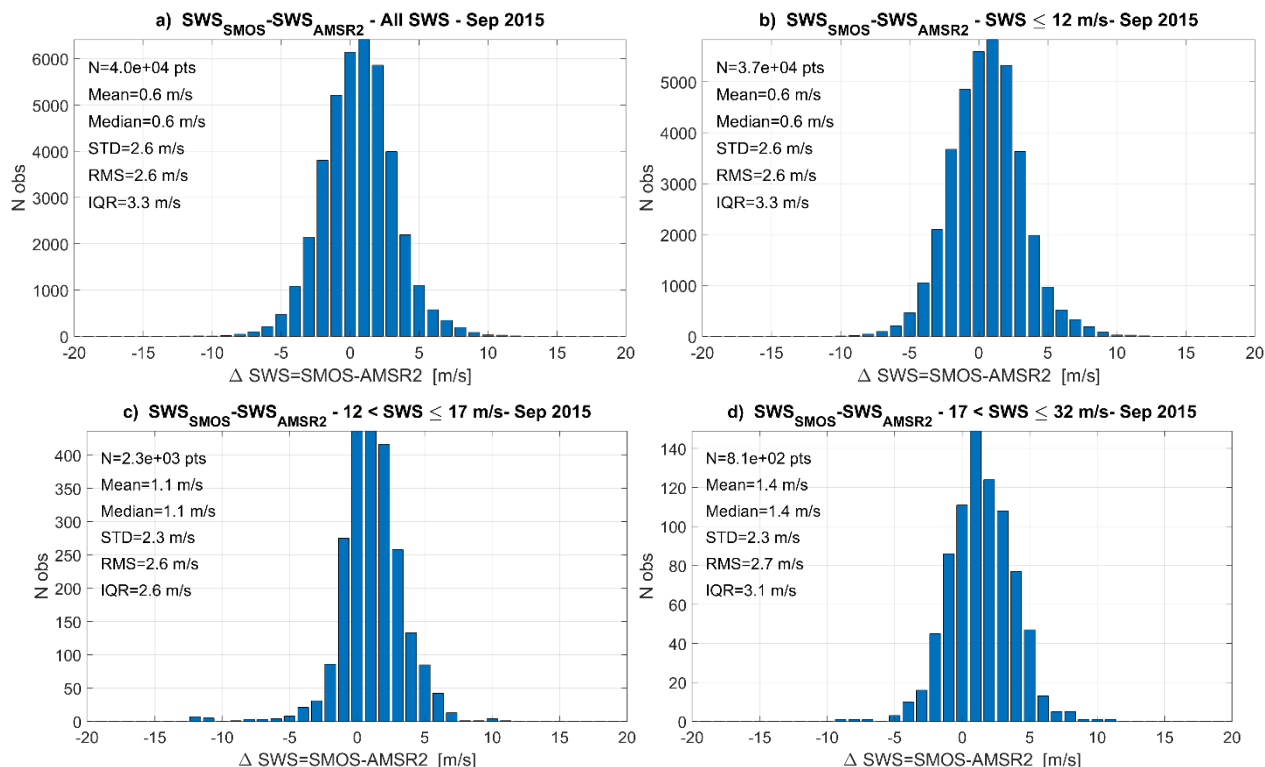 a) SWS_SMOS-SWS_AMSR2 - All SWS - Sep 2015
6000
5000
4000
3000
2000
1000
0
N obs
N=4.0e+04 pts
Mean=0.6 m/s
Median=0.6 m/s
STD=2.6 m/s
RMS=2.6 m/s
IQR=3.3 m/s
-20 -15 -10 -5 0 5 10 15 20
Δ SWS=SMOS-AMSR2 [m/s]
b) SWS_SMOS-SWS_AMSR2 - SWS ≤ 12 m/s- Sep 2015
5000
4000
3000
2000
1000
0
N obs
N=3.7e+04 pts
Mean=0.6 m/s
Median=0.6 m/s
STD=2.6 m/s
RMS=2.6 m/s
IQR=3.3 m/s
-20 -15 -10 -5 0 5 10 15 20
Δ SWS=SMOS-AMSR2 [m/s]
c) SWS_SMOS-SWS_AMSR2 - 12 < SWS ≤ 17 m/s- Sep 2015
400
350
300
250
200
150
100
50
0
N obs
N=2.3e+03 pts
Mean=1.1 m/s
Median=1.1 m/s
STD=2.3 m/s
RMS=2.6 m/s
IQR=2.6 m/s
-20 -15 -10 -5 0 5 10 15 20
Δ SWS=SMOS-AMSR2 [m/s]
d) SWS_SMOS-SWS_AMSR2 - 17 < SWS ≤ 32 m/s- Sep 2015
140
120
100
80
60
40
20
0
N obs
N=8.1e+02 pts
Mean=1.4 m/s
Median=1.4 m/s
STD=2.3 m/s
RMS=2.7 m/s
IQR=3.1 m/s
-20 -15 -10 -5 0 5 10 15 20
Δ SWS=SMOS-AMSR2 [m/s]